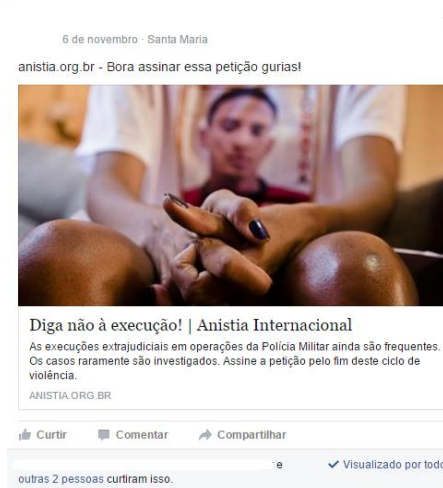 6 de novembro · Santa Maria
anistia.org.br - Bora assinar essa petição gurias!
Diga não à execução! | Anistia Internacional
As execuções extrajudiciais em operações da Polícia Militar ainda são frequentes.
Os casos raramente são investigados. Assine a petição pelo fim deste ciclo de
violência.
ANISTIA.ORG.BR
Curtir Comentar Compartilhar
e Visualizado por todo
outras 2 pessoas curtiram isso.